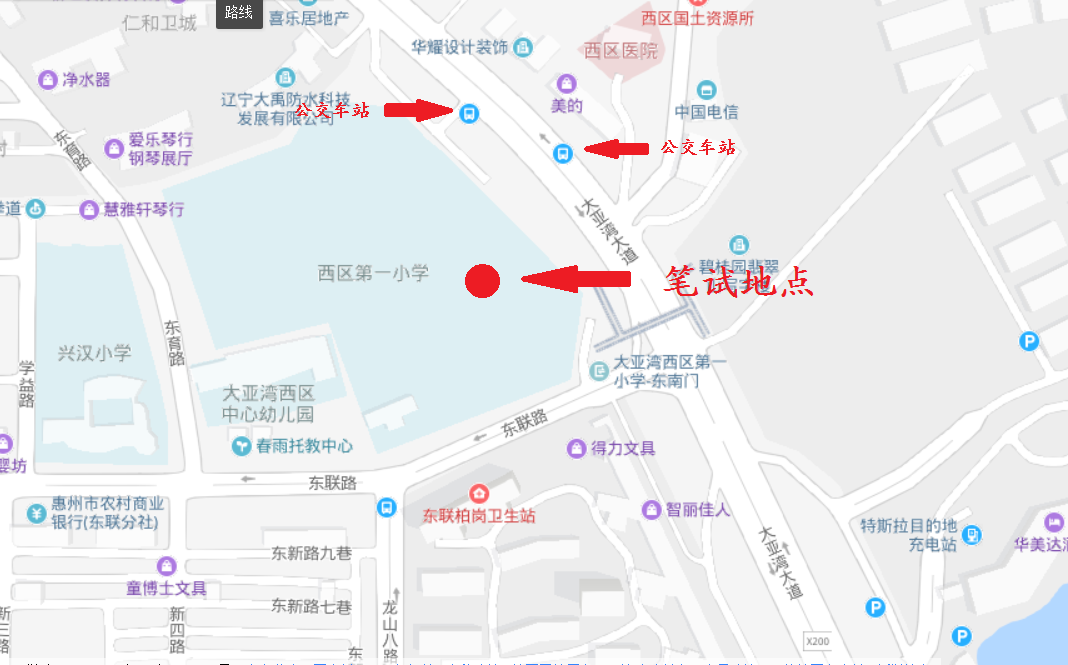 路线
仁和卫城
喜乐居地产
西区国土资源所
华耀设计装饰
西区医院
净水器
美的
辽宁大禹防水科技
发展有限公司
公交车站
中国电信
东育路
爱乐琴行
钢琴展厅
公交车站
慧雅轩琴行
大亚湾大道
西区第一小学
碧桂园翡翠
笔试地点
东育路
兴汉小学
学益路
大亚湾西区第一
小学-东南门
大亚湾西区
中心幼儿园
东联路
春雨托教中心
得力文具
东联路
惠州市农村商业
银行(东联分社)
东联柏岗卫生站
智丽佳人
特斯拉目的地
充电站
大亚湾大道
东新路九巷
童博士文具
东新路七巷
新四路
龙山八路
X200